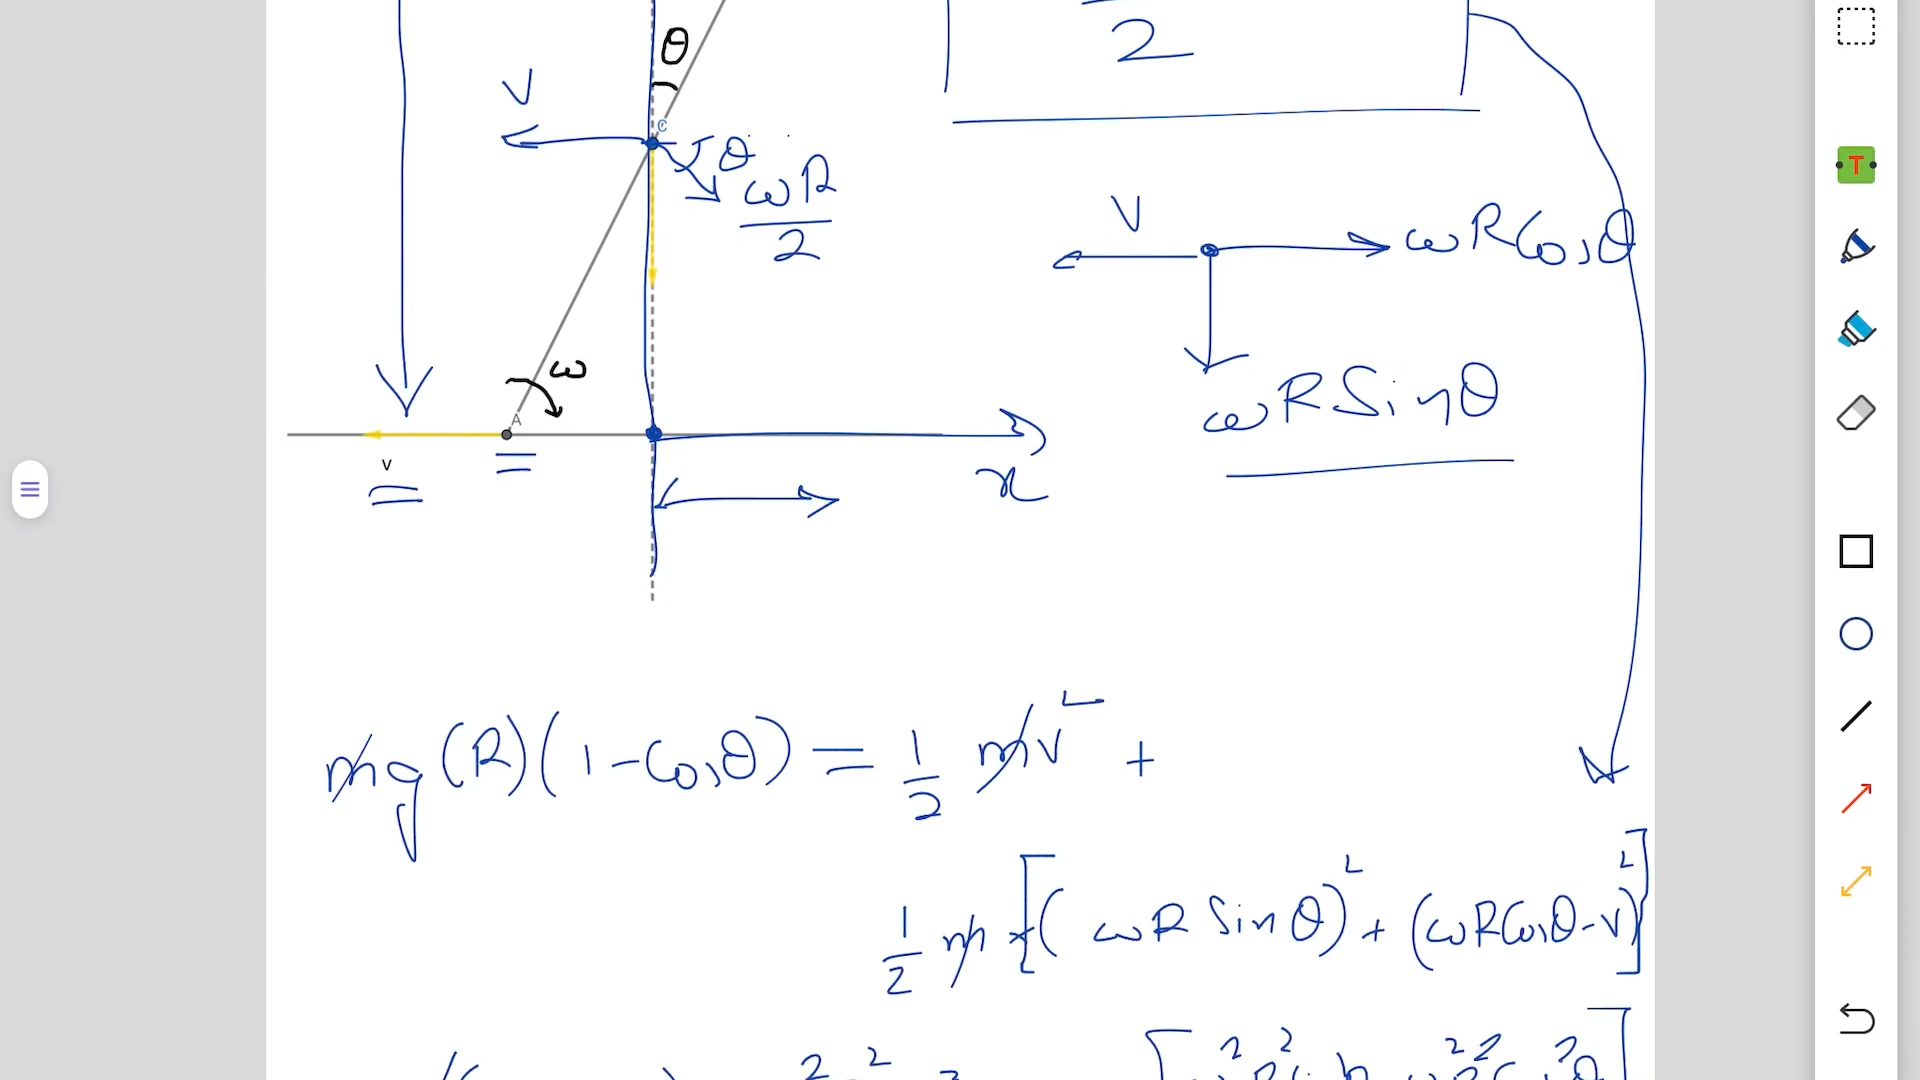 θ
2
V
C
θ
ωR
2
V
ωRCosθ
ω
ωRSinθ
A
v
x
mg(R)(1-Cosθ) = 1/2 mv² +
1/2 m[(ωR Sinθ)² + (ωRCosθ-v)²]
T